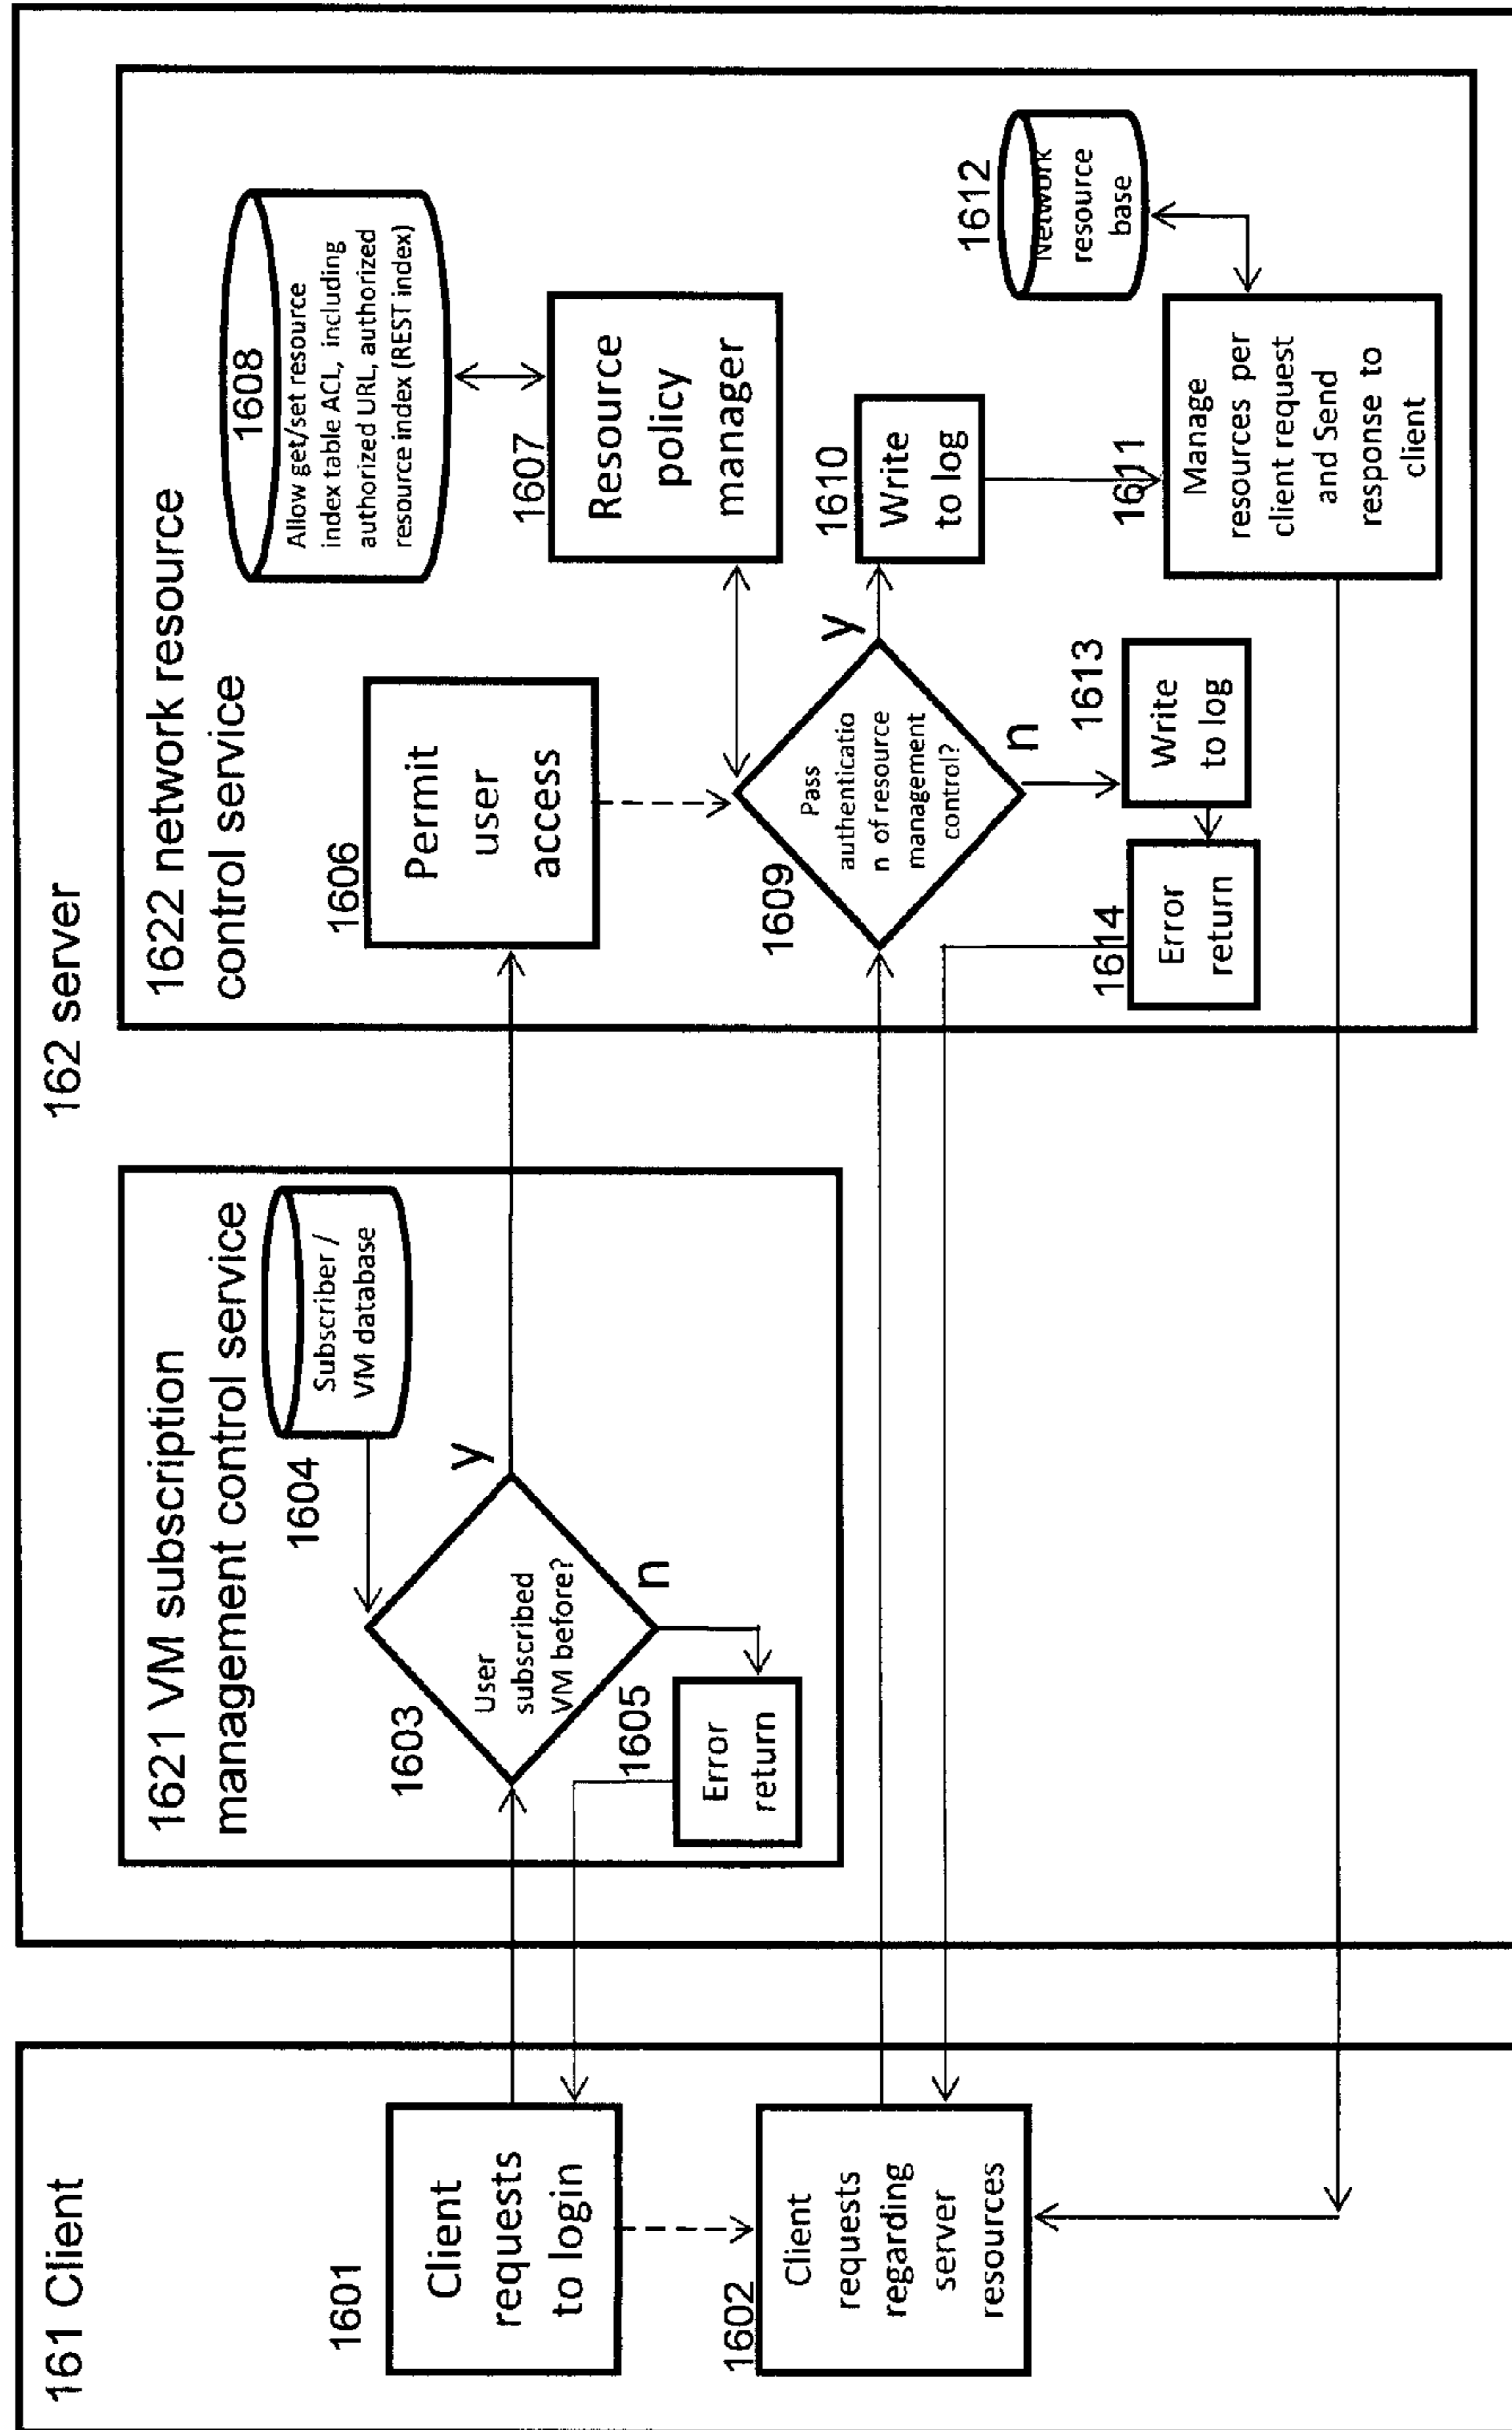 161 Client
1601
Client
requests
to login
1602
Client
requests
regarding
server
resources
162 server
1621 VM subscription
management control service
1604
Subscriber /
VM database
1603
User
subscribed
VM before?
y
n
1605
Error
return
1622 network resource
control service
1606
Permit
user
access
1608
Allow get/set resource
index table ACL, including
authorized URL, authorized
resource index (REST index)
1607
Resource
policy
manager
1609
Pass
authenticatio
n of resource
management
control?
y
n
1610
Write
to log
1611
Manage
resources per
client request
and Send
response to
client
1612
Network
resource
base
1613
Write
to log
1614
Error
return